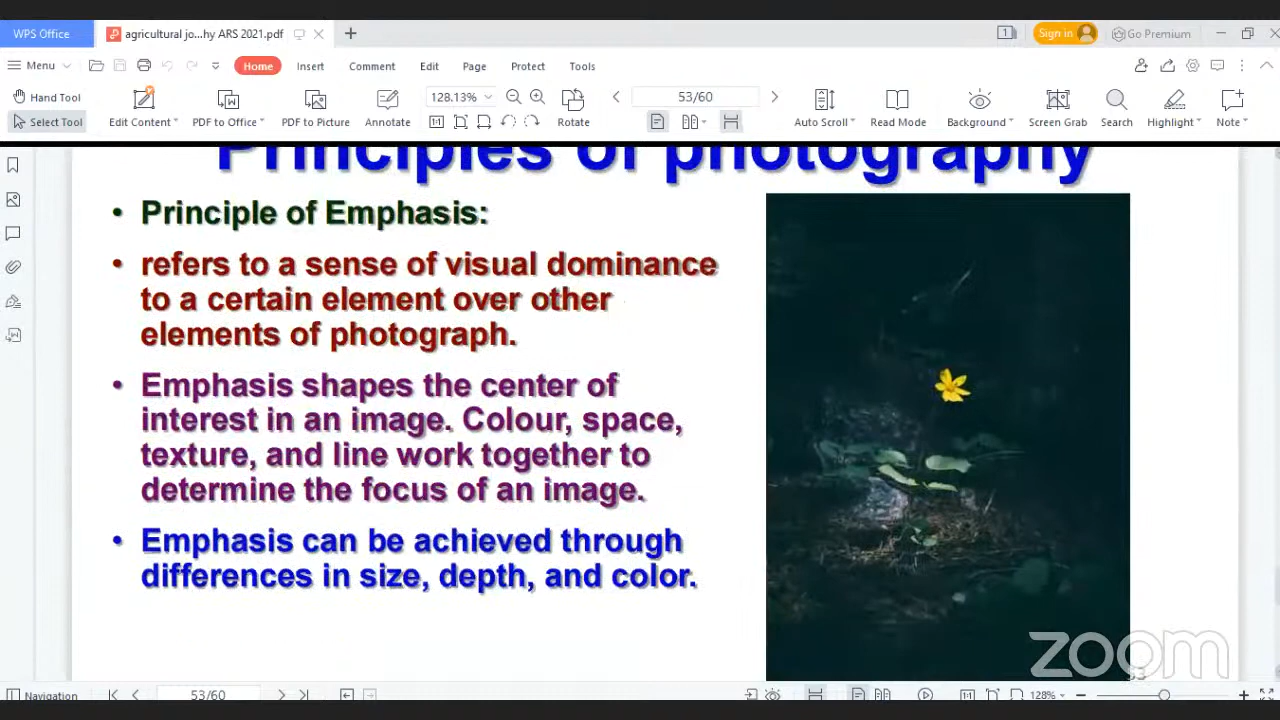 WPS Office
agricultural jo...hy ARS 2021.pdf
1
Sign in
Go Premium
Menu
Home
Insert
Comment
Edit
Page
Protect
Tools
Hand Tool
Select Tool
Edit Content
PDF to Office
PDF to Picture
Annotate
128.13%
Rotate
53/60
Auto Scroll
Read Mode
Background
Screen Grab
Search
Highlight
Note
Principles of photography
• Principle of Emphasis:
• refers to a sense of visual dominance
to a certain element over other
elements of photograph.
• Emphasis shapes the center of
interest in an image. Colour, space,
texture, and line work together to
determine the focus of an image.
• Emphasis can be achieved through
differences in size, depth, and color.
zoom
Navigation
53/60
128%